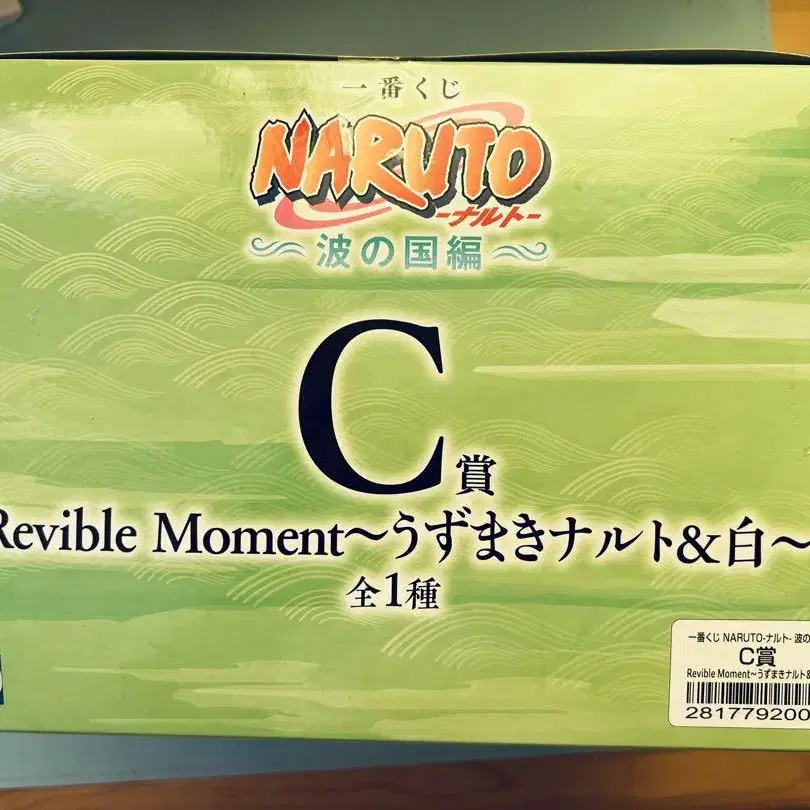 一番くじ
NARUTO
-ナルト-
〜波の国編〜
C賞
Revible Moment〜うずまきナルト&白〜
全1種
一番くじ NARUTO-ナルト- 波の
C賞
Revible Moment〜うずまきナルト&
281779200